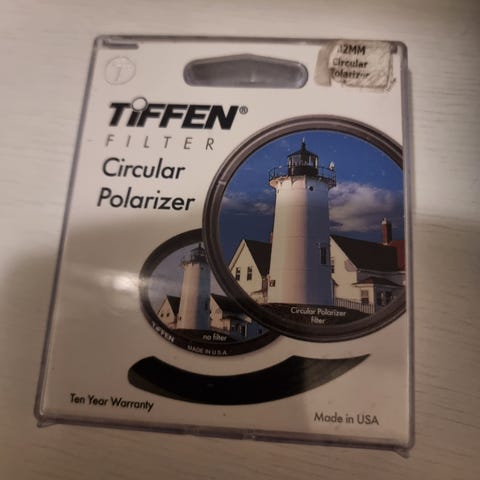 TIFFEN®
FILTER
Circular
Polarizer
Circular
Polarizer
Circular Polarizer
filter
no filter
TIFFEN
MADE IN U.S.A.
Ten Year Warranty
Made in USA